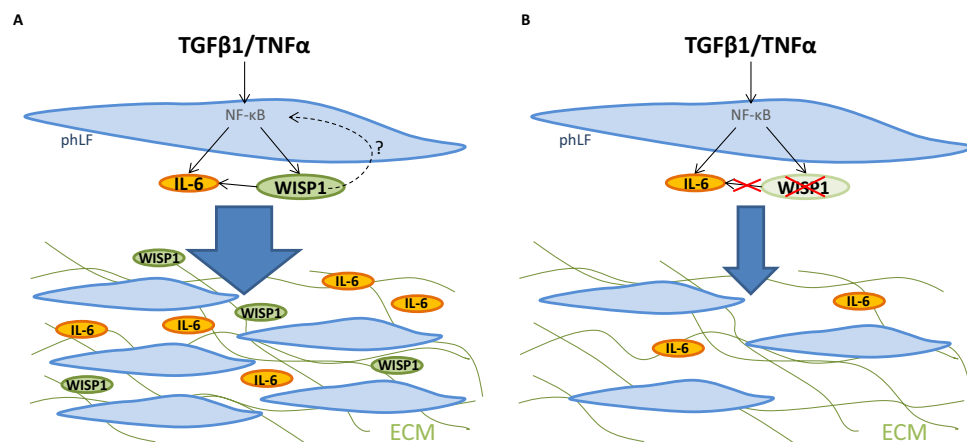 A
TGFβ1/TNFα
NF-κB
phLF
?
IL-6
WISP1
WISP1
IL-6
IL-6
WISP1
IL-6
IL-6
WISP1
IL-6
WISP1
ECM
B
TGFβ1/TNFα
NF-κB
phLF
IL-6
WISP1
IL-6
IL-6
ECM